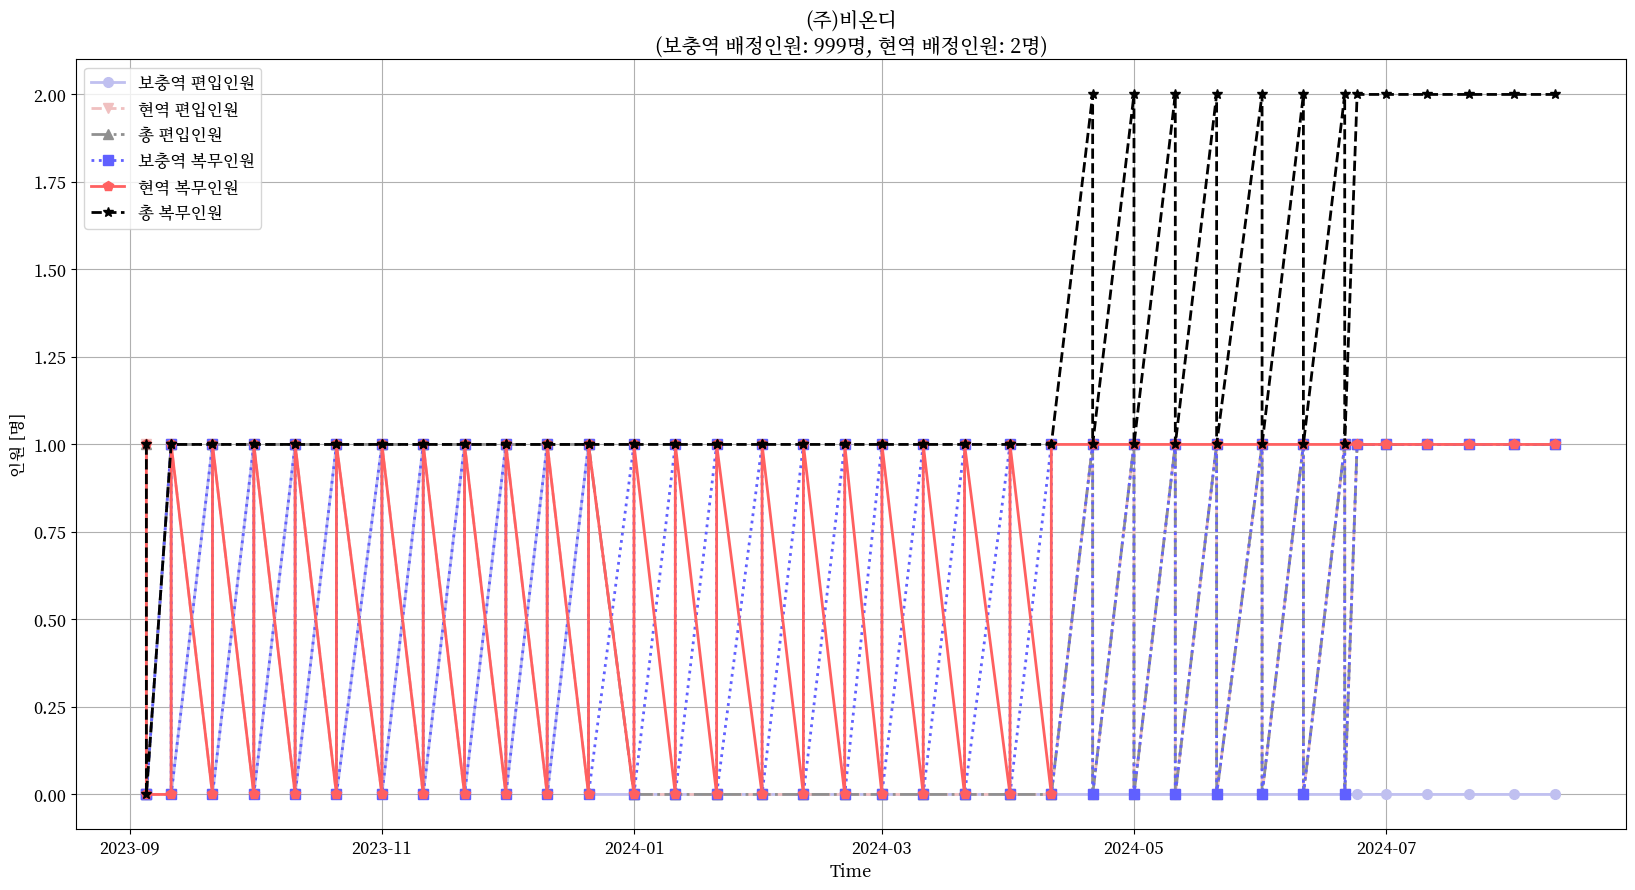 (주)비온디
(보충역 배정인원: 999명, 현역 배정인원: 2명)
보충역 편입인원
현역 편입인원
총 편입인원
보충역 복무인원
현역 복무인원
총 복무인원
2.00
1.75
1.50
1.25
1.00
0.75
0.50
0.25
0.00
인원 [명]
2023-09
2023-11
2024-01
2024-03
2024-05
2024-07
Time